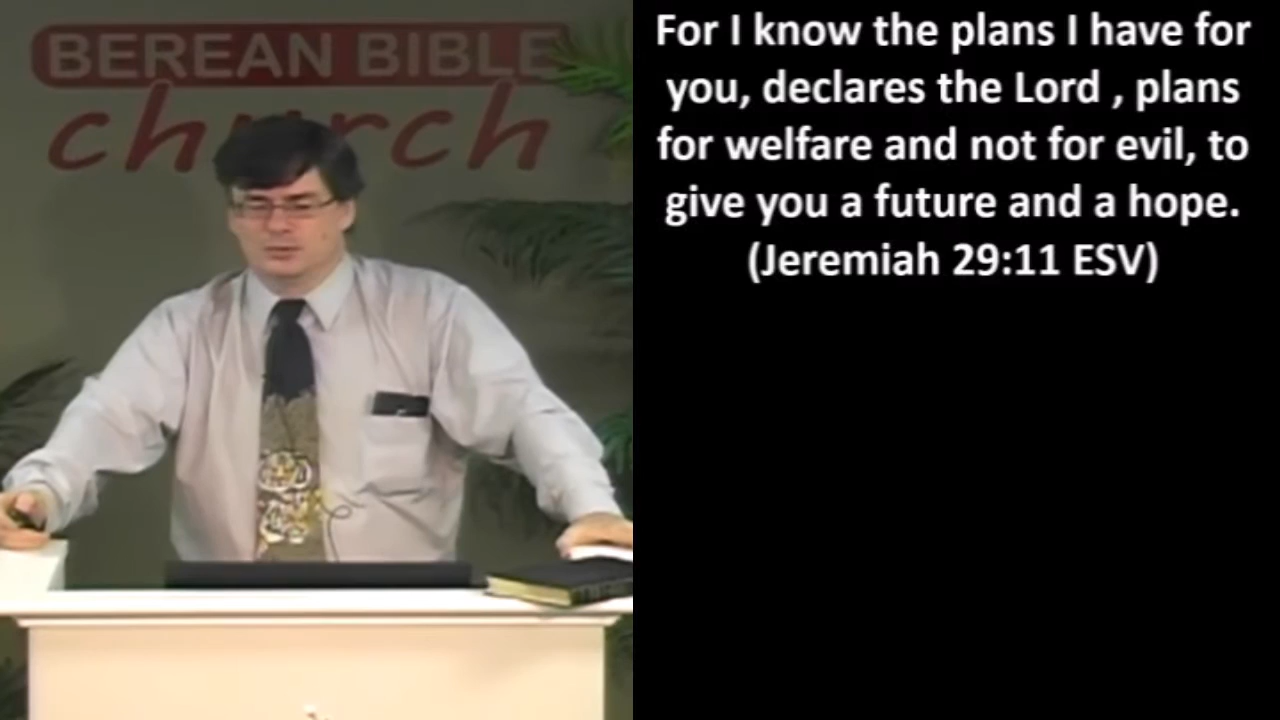 BEREAN BIBLE
church
For I know the plans I have for
you, declares the Lord , plans
for welfare and not for evil, to
give you a future and a hope.
(Jeremiah 29:11 ESV)